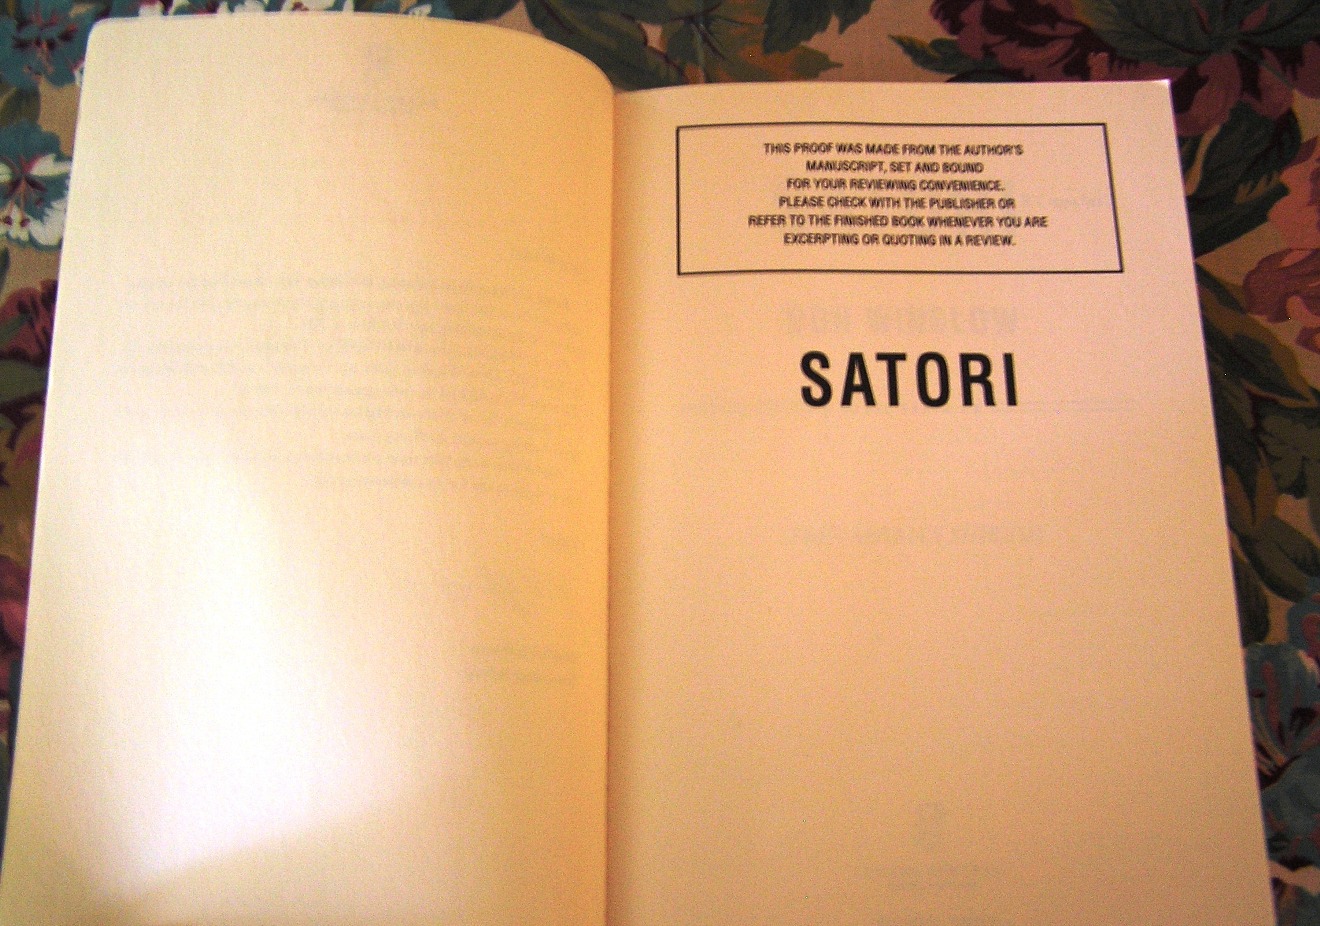 THIS PROOF WAS MADE FROM THE AUTHOR'S
MANUSCRIPT, SET AND BOUND
FOR YOUR REVIEWING CONVENIENCE.
PLEASE CHECK WITH THE PUBLISHER OR
REFER TO THE FINISHED BOOK WHENEVER YOU ARE
EXCERPTING OR QUOTING IN A REVIEW.
SATORI